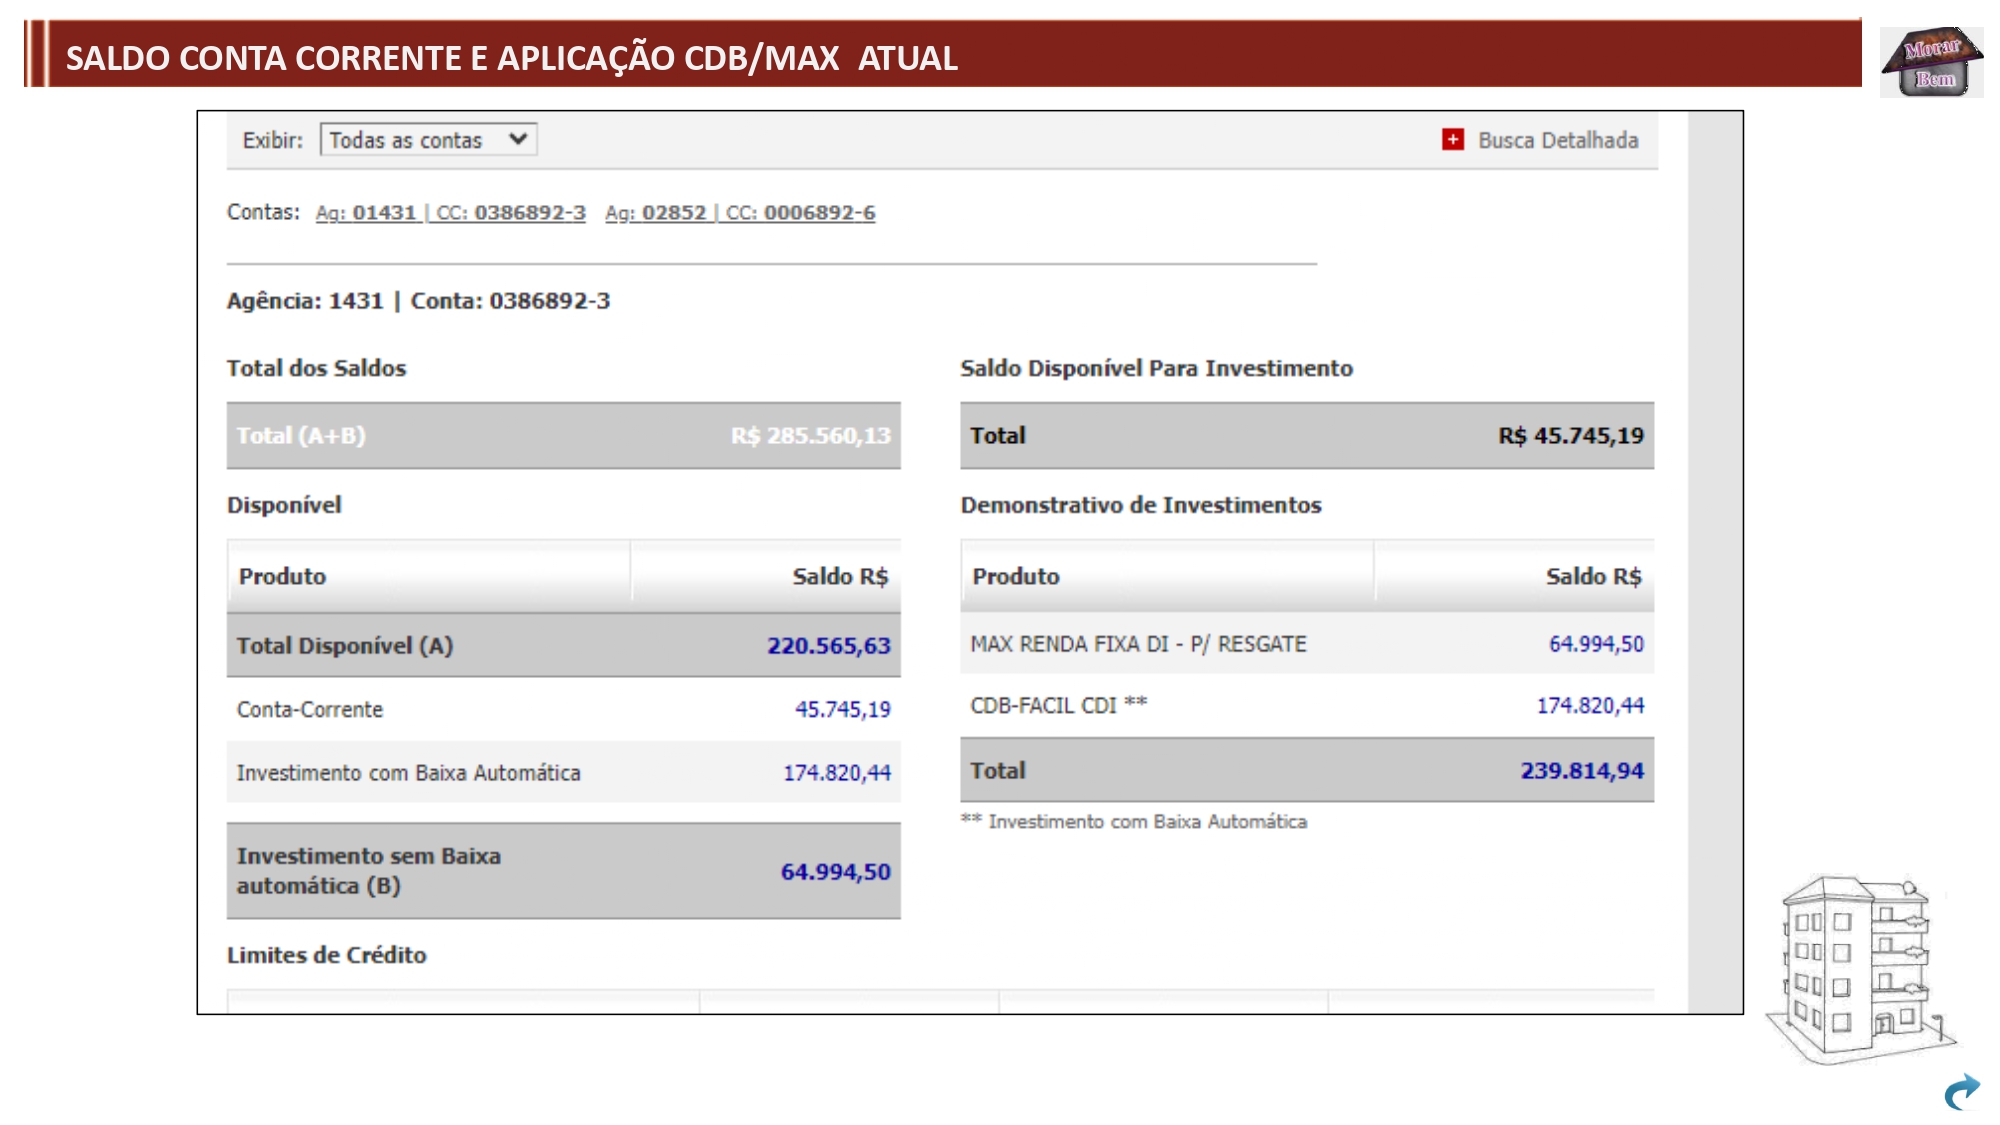 SALDO CONTA CORRENTE E APLICAÇÃO CDB/MAX  ATUAL
Morar
Bem
Exibir: Todas as contas
Busca Detalhada
Contas: Ag: 01431 | CC: 0386892-3 Ag: 02852 | CC: 0006892-6
Agência: 1431 | Conta: 0386892-3
Total dos Saldos
Total (A+B) R$ 285.560,13
Disponível
Produto Saldo R$
Total Disponível (A) 220.565,63
Conta-Corrente 45.745,19
Investimento com Baixa Automática 174.820,44
Investimento sem Baixa
automática (B) 64.994,50
Saldo Disponível Para Investimento
Total R$ 45.745,19
Demonstrativo de Investimentos
Produto Saldo R$
MAX RENDA FIXA DI - P/ RESGATE 64.994,50
CDB-FACIL CDI ** 174.820,44
Total 239.814,94
** Investimento com Baixa Automática
Limites de Crédito